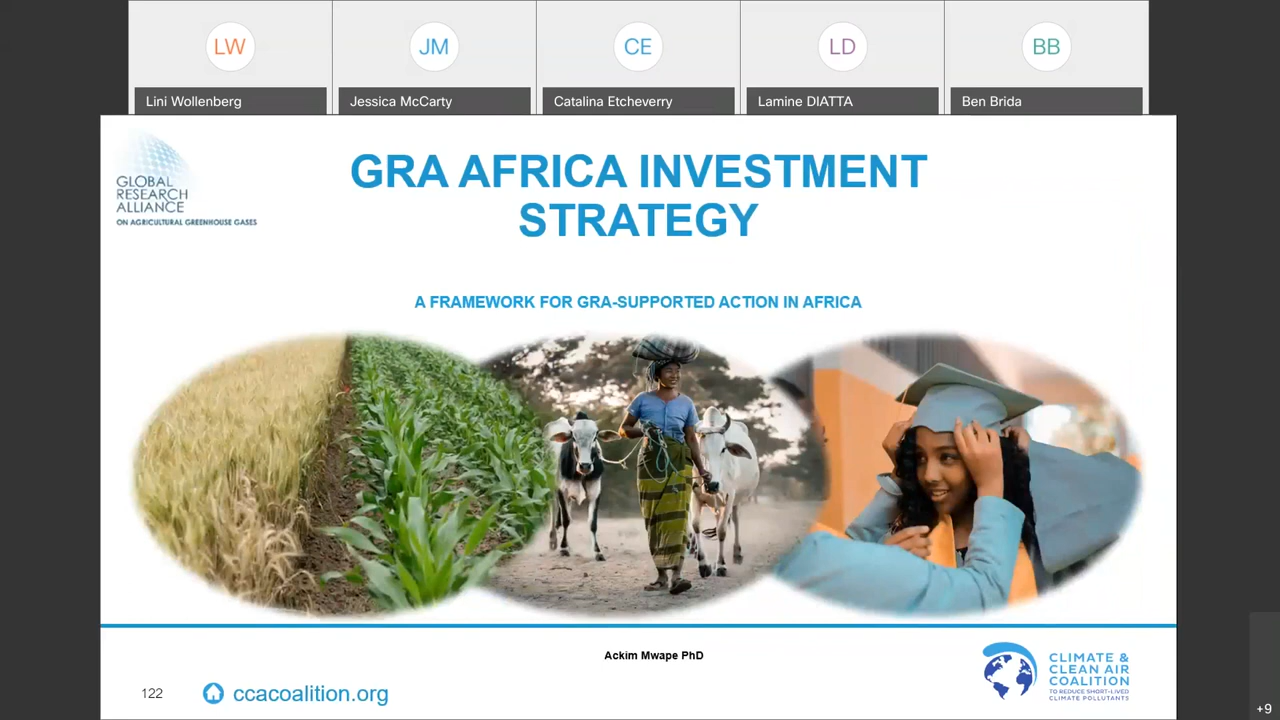 LW
JM
CE
LD
BB
Lini Wollenberg
Jessica McCarty
Catalina Etcheverry
Lamine DIATTA
Ben Brida
GLOBAL
RESEARCH
ALLIANCE
ON AGRICULTURAL GREENHOUSE GASES
GRA AFRICA INVESTMENT
STRATEGY
A FRAMEWORK FOR GRA-SUPPORTED ACTION IN AFRICA
Ackim Mwape PhD
122
ccacoalition.org
CLIMATE &
CLEAN AIR
COALITION
TO REDUCE SHORT-LIVED
CLIMATE POLLUTANTS
+9